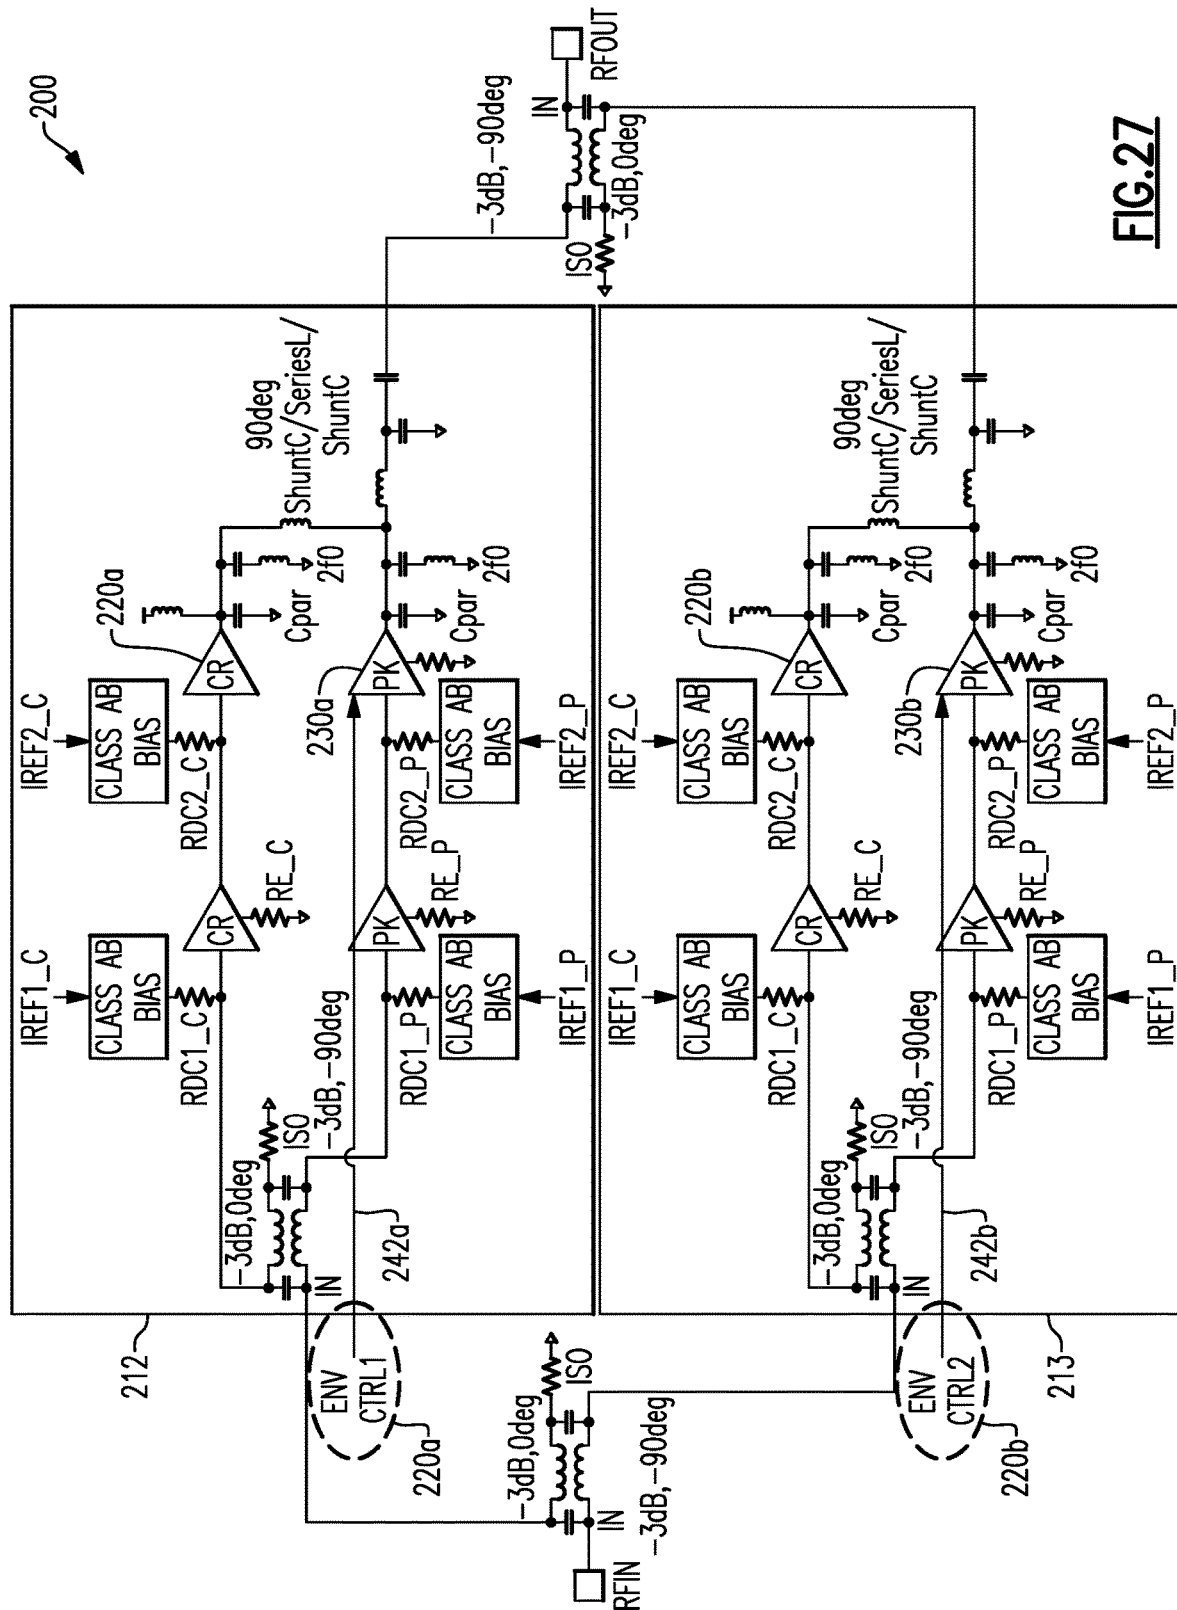 200
RFIN
IN
-3dB,0deg
ISO
-3dB,-90deg
212
ENV
CTRL1
220a
242a
IN
-3dB,0deg
ISO
-3dB,-90deg
IREF1_C
CLASS AB
BIAS
RDC1_C
CR
RE_C
IREF2_C
CLASS AB
BIAS
RDC2_C
CR
220a
Cpar
2f0
90deg
ShuntC/SeriesL/
ShuntC
RDC1_P
CLASS AB
BIAS
IREF1_P
PK
RE_P
RDC2_P
CLASS AB
BIAS
IREF2_P
230a
PK
Cpar
2f0
-3dB,-90deg
IN
RFOUT
ISO
-3dB,0deg
213
ENV
CTRL2
220b
242b
IN
-3dB,0deg
ISO
-3dB,-90deg
IREF1_C
CLASS AB
BIAS
RDC1_C
CR
RE_C
IREF2_C
CLASS AB
BIAS
RDC2_C
CR
220b
Cpar
2f0
90deg
ShuntC/SeriesL/
ShuntC
RDC1_P
CLASS AB
BIAS
IREF1_P
PK
RE_P
RDC2_P
CLASS AB
BIAS
IREF2_P
230b
PK
Cpar
2f0
FIG.27